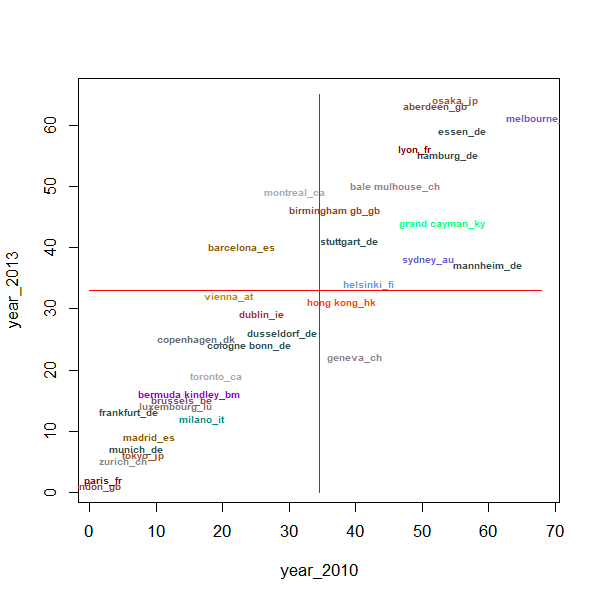 osaka_jp
aberdeen_gb
melbourne
essen_de
lyon_fr
hamburg_de
bale mulhouse_ch
montreal_ca
birmingham gb_gb
grand cayman_ky
stuttgart_de
barcelona_es
sydney_au
mannheim_de
helsinki_fi
vienna_at
hong kong_hk
dublin_ie
dusseldorf_de
copenhagen_dk
cologne bonn_de
geneva_ch
toronto_ca
bermuda kindley_bm
brussels_be
luxembourg_lu
frankfurt_de
milano_it
madrid_es
munich_de
tokyo_jp
zurich_ch
paris_fr
ndon_gb
year_2013
0 10 20 30 40 50 60
0 10 20 30 40 50 60 70
year_2010